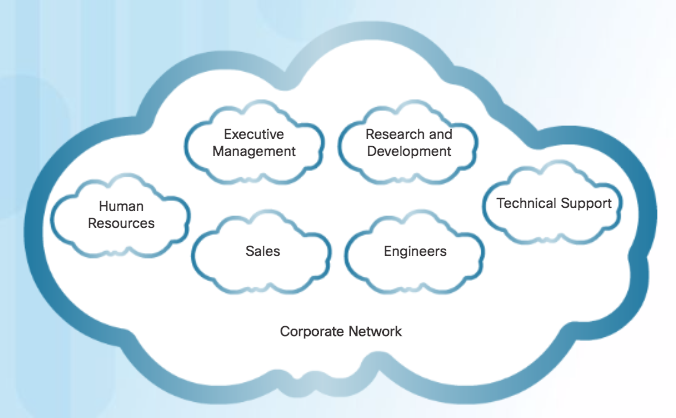 Executive
Management
Research and
Development
Human
Resources
Technical Support
Sales
Engineers
Corporate Network